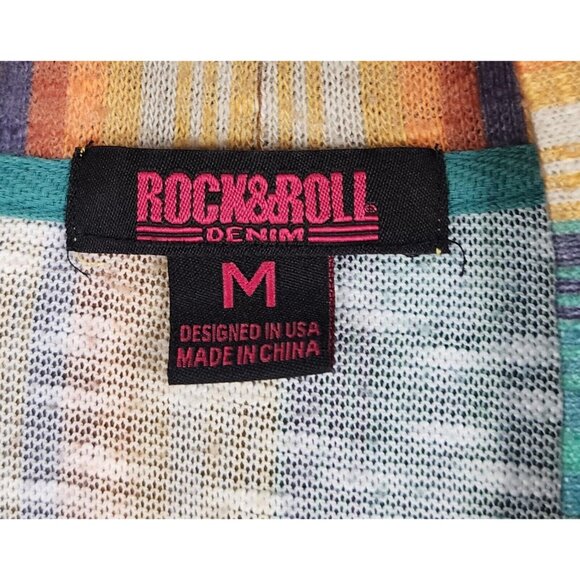 ROCK&ROLL
DENIM
M
DESIGNED IN USA
MADE IN CHINA